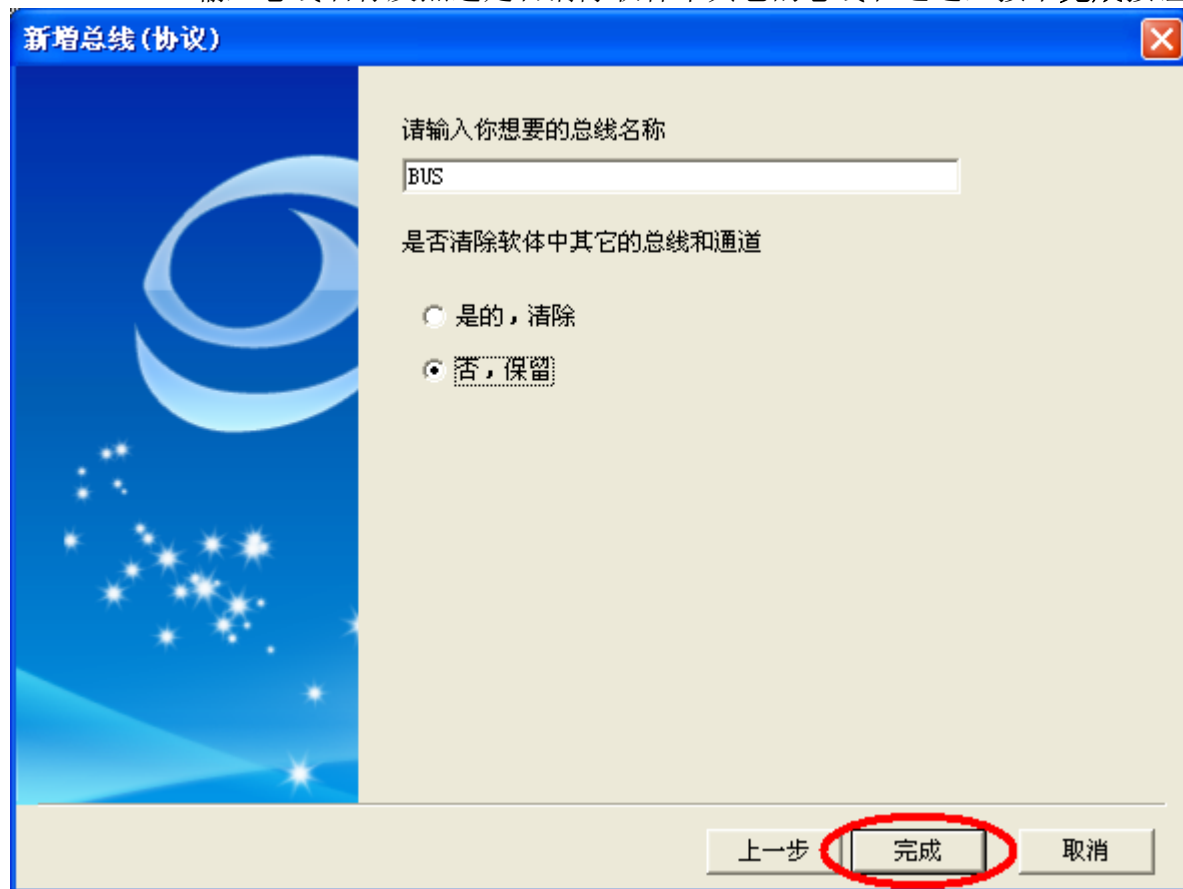 新增总线(协议)
请输入你想要的总线名称
BUS
是否清除软体中其它的总线和通道
是的，清除
否，保留
上一步
完成
取消